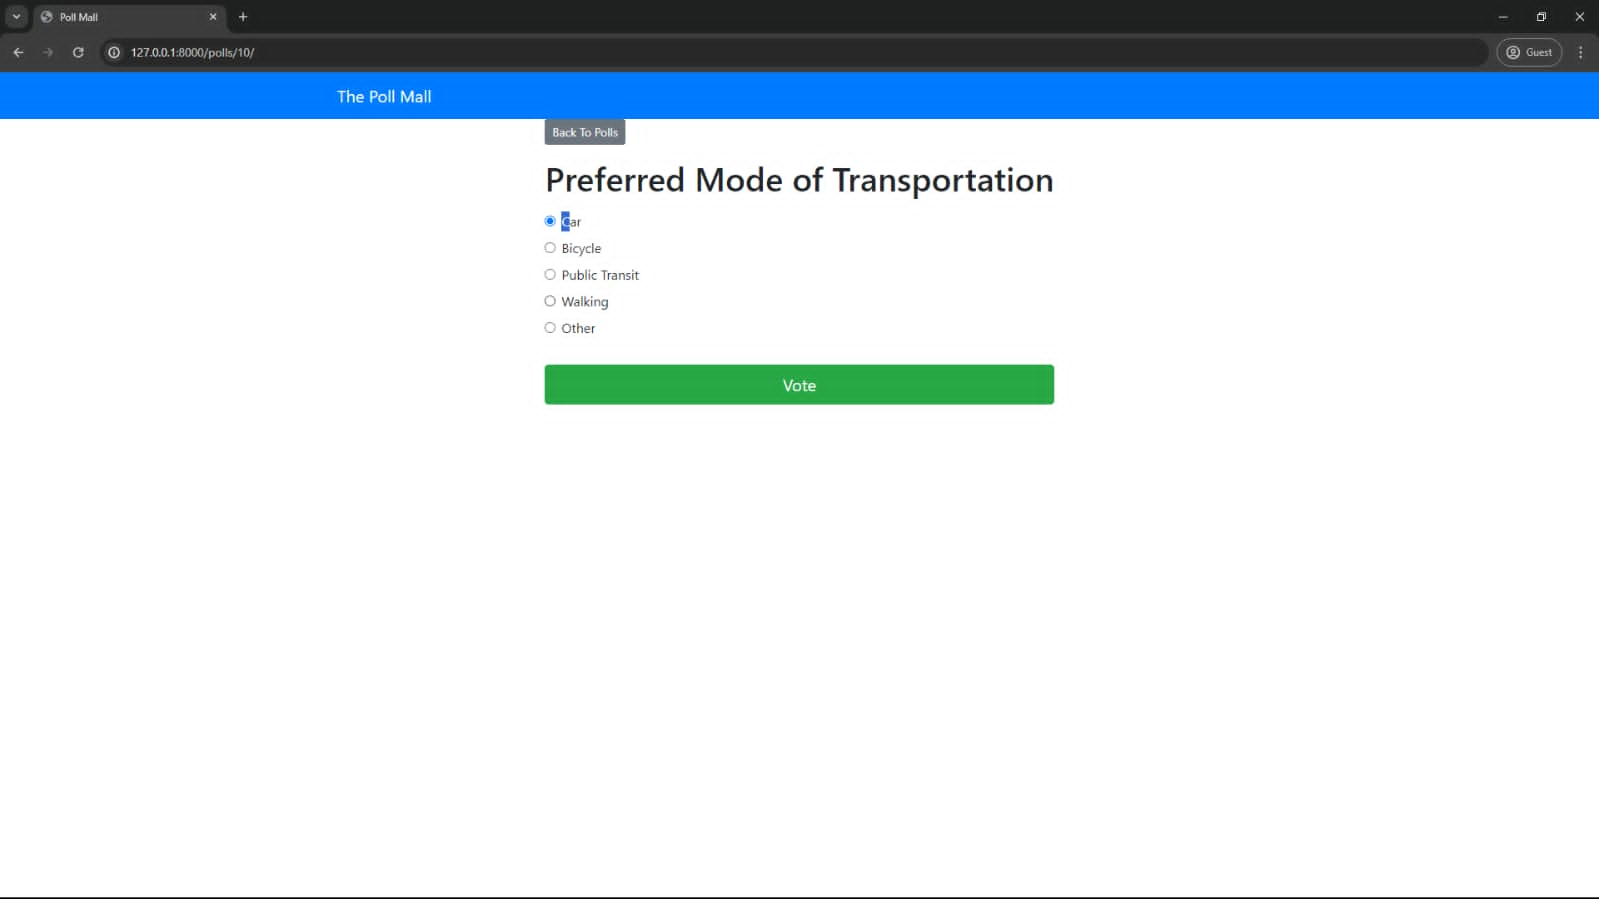 Poll Mall
127.0.0.1:8000/polls/10/
Guest
The Poll Mall
Back To Polls
Preferred Mode of Transportation
Car
Bicycle
Public Transit
Walking
Other
Vote